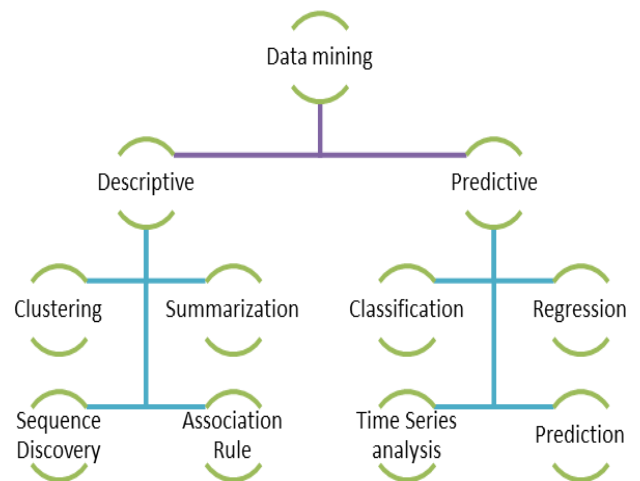 Data mining
Descriptive
Predictive
Clustering
Summarization
Classification
Regression
Sequence
Discovery
Association
Rule
Time Series
analysis
Prediction